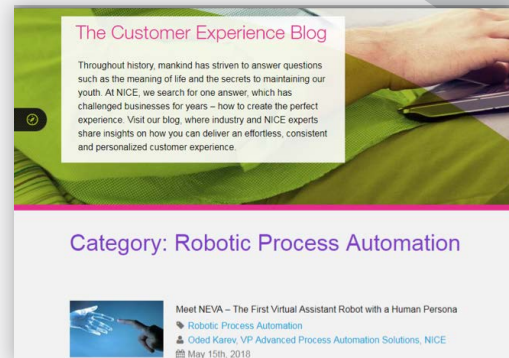 The Customer Experience Blog
Throughout history, mankind has striven to answer questions
such as the meaning of life and the secrets to maintaining our
youth. At NICE, we search for one answer, which has
challenged businesses for years – how to create the perfect
experience. Visit our blog, where industry and NICE experts
share insights on how you can deliver an effortless, consistent
and personalized customer experience.
Category: Robotic Process Automation
Meet NEVA – The First Virtual Assistant Robot with a Human Persona
Robotic Process Automation
Oded Karev, VP Advanced Process Automation Solutions, NICE
May 15th, 2018